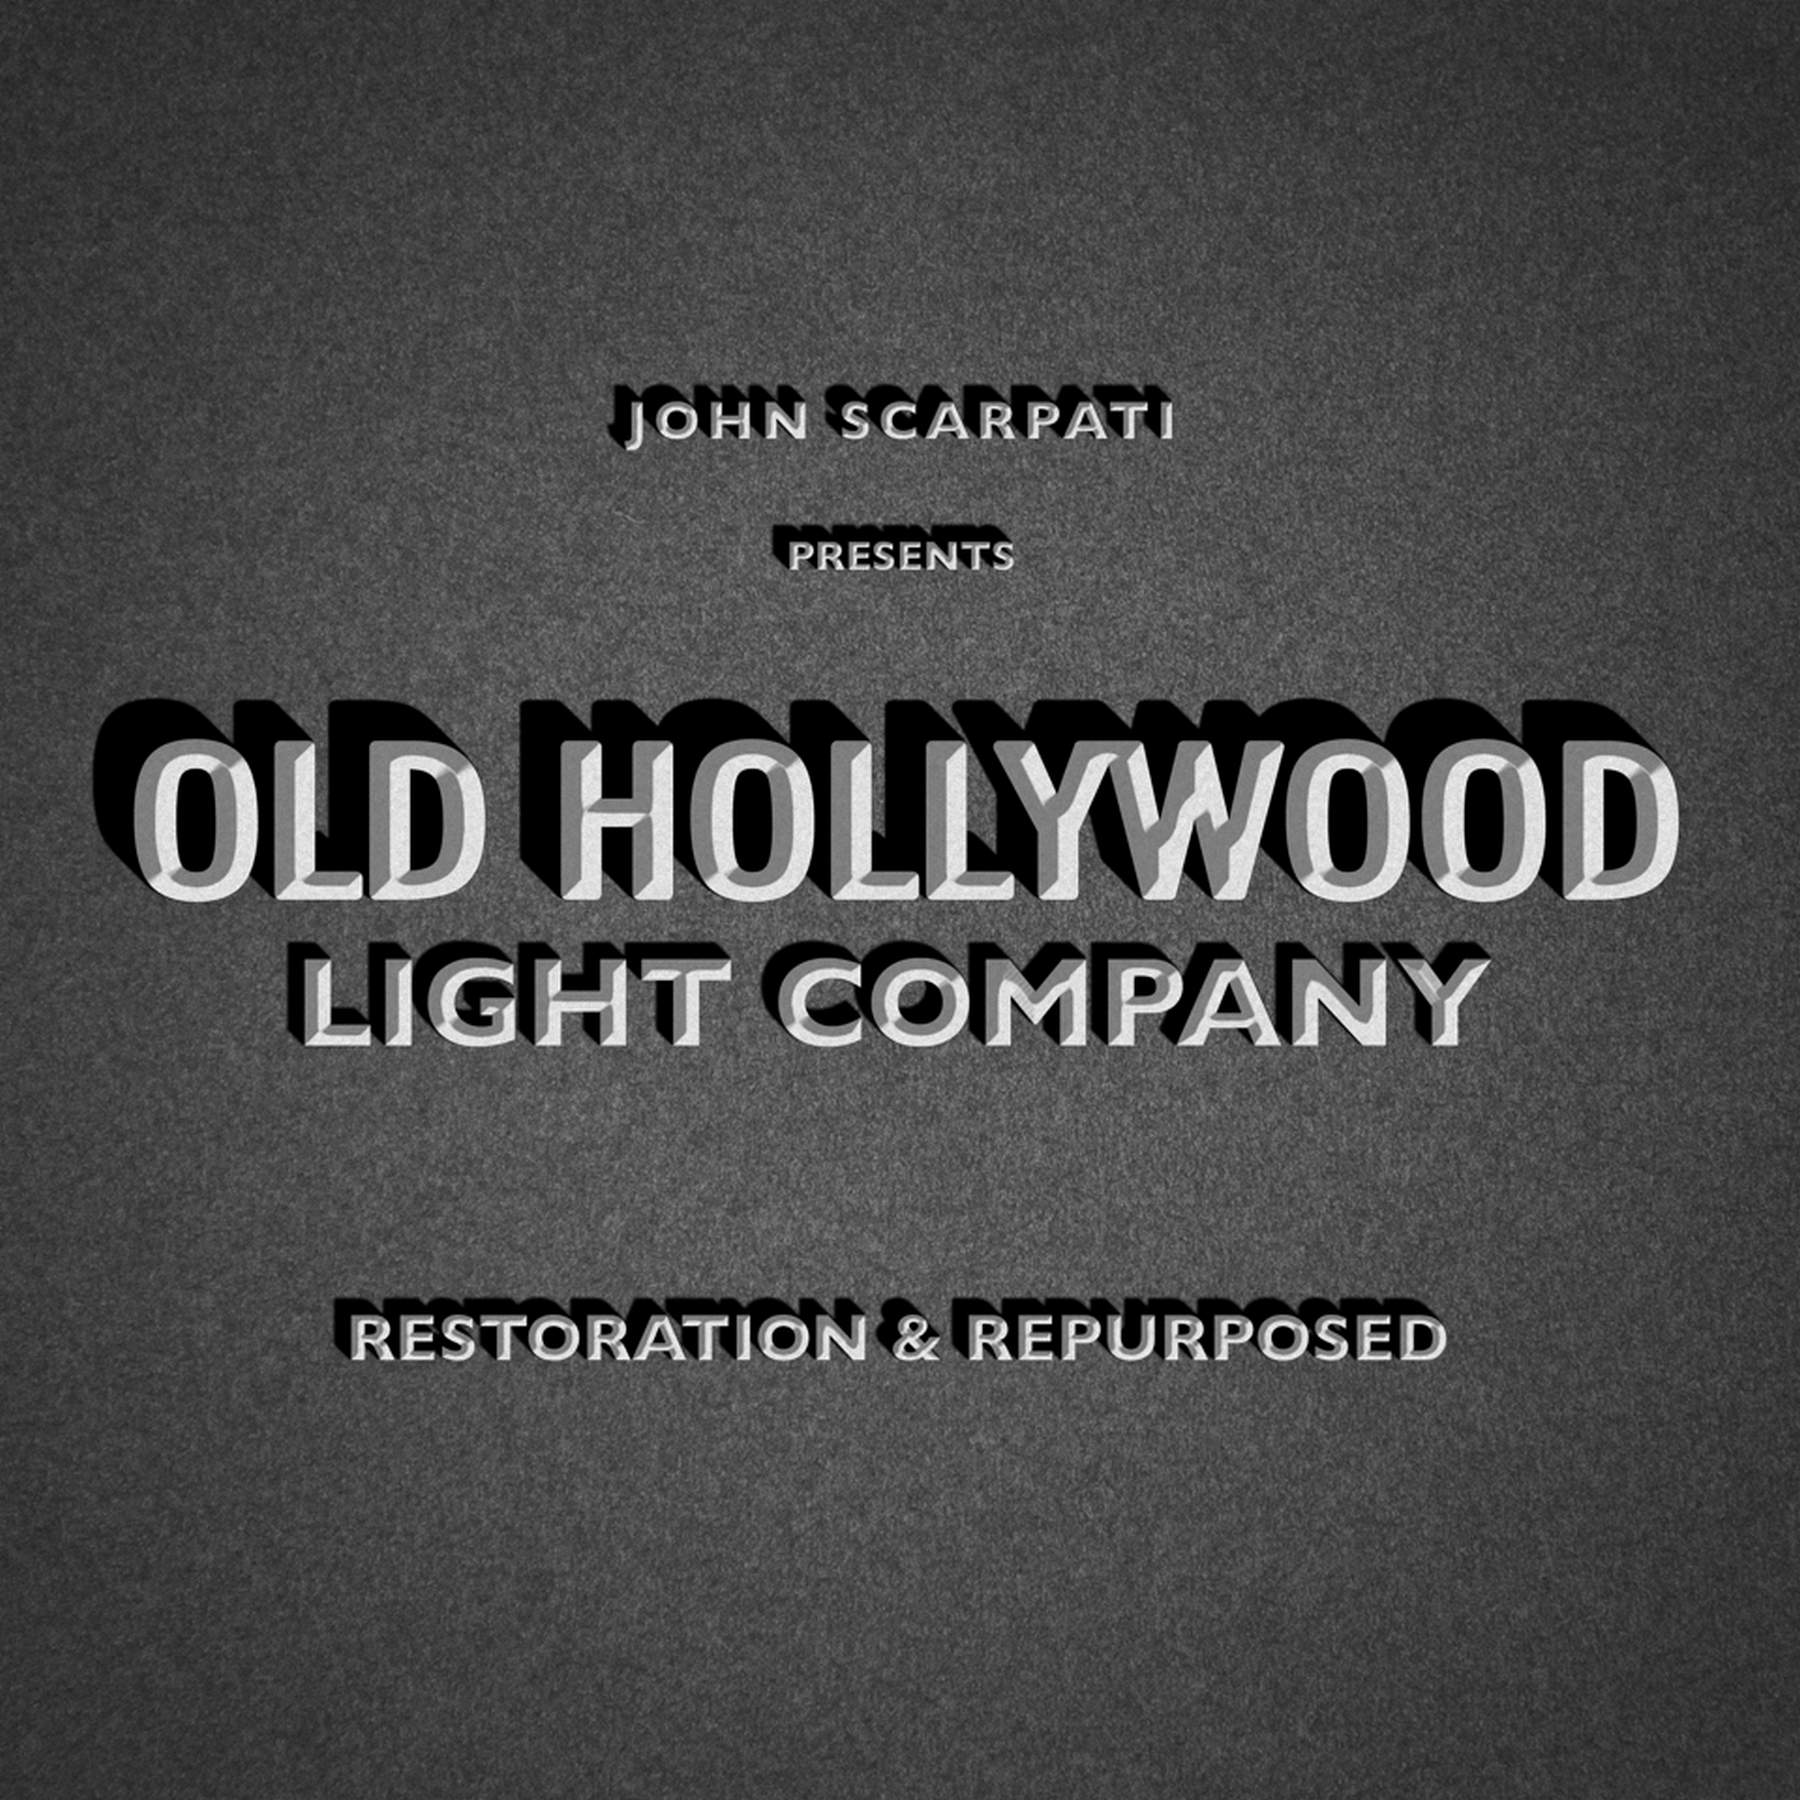 JOHN SCARPATI
PRESENTS
OLD HOLLYWOOD
LIGHT COMPANY
RESTORATION & REPURPOSED